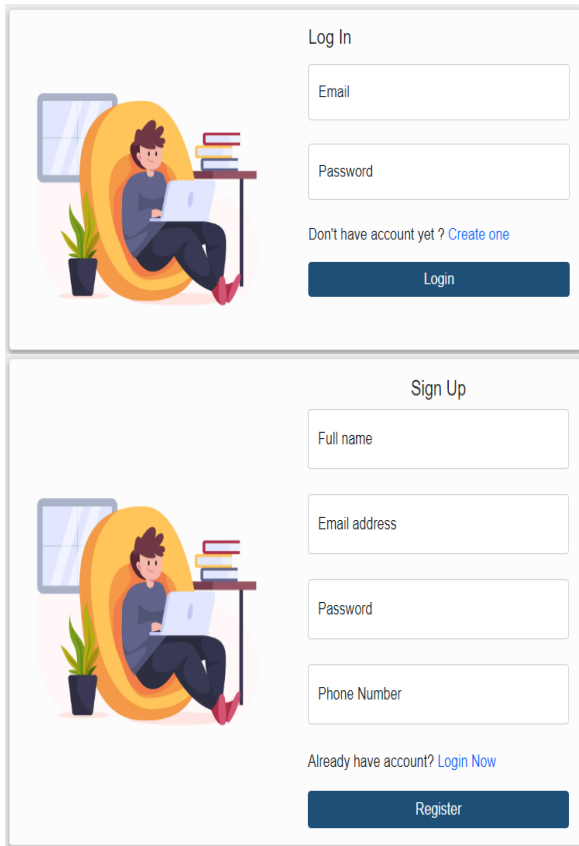 Log In
Email
Password
Don't have account yet ? Create one
Login
Sign Up
Full name
Email address
Password
Phone Number
Already have account? Login Now
Register